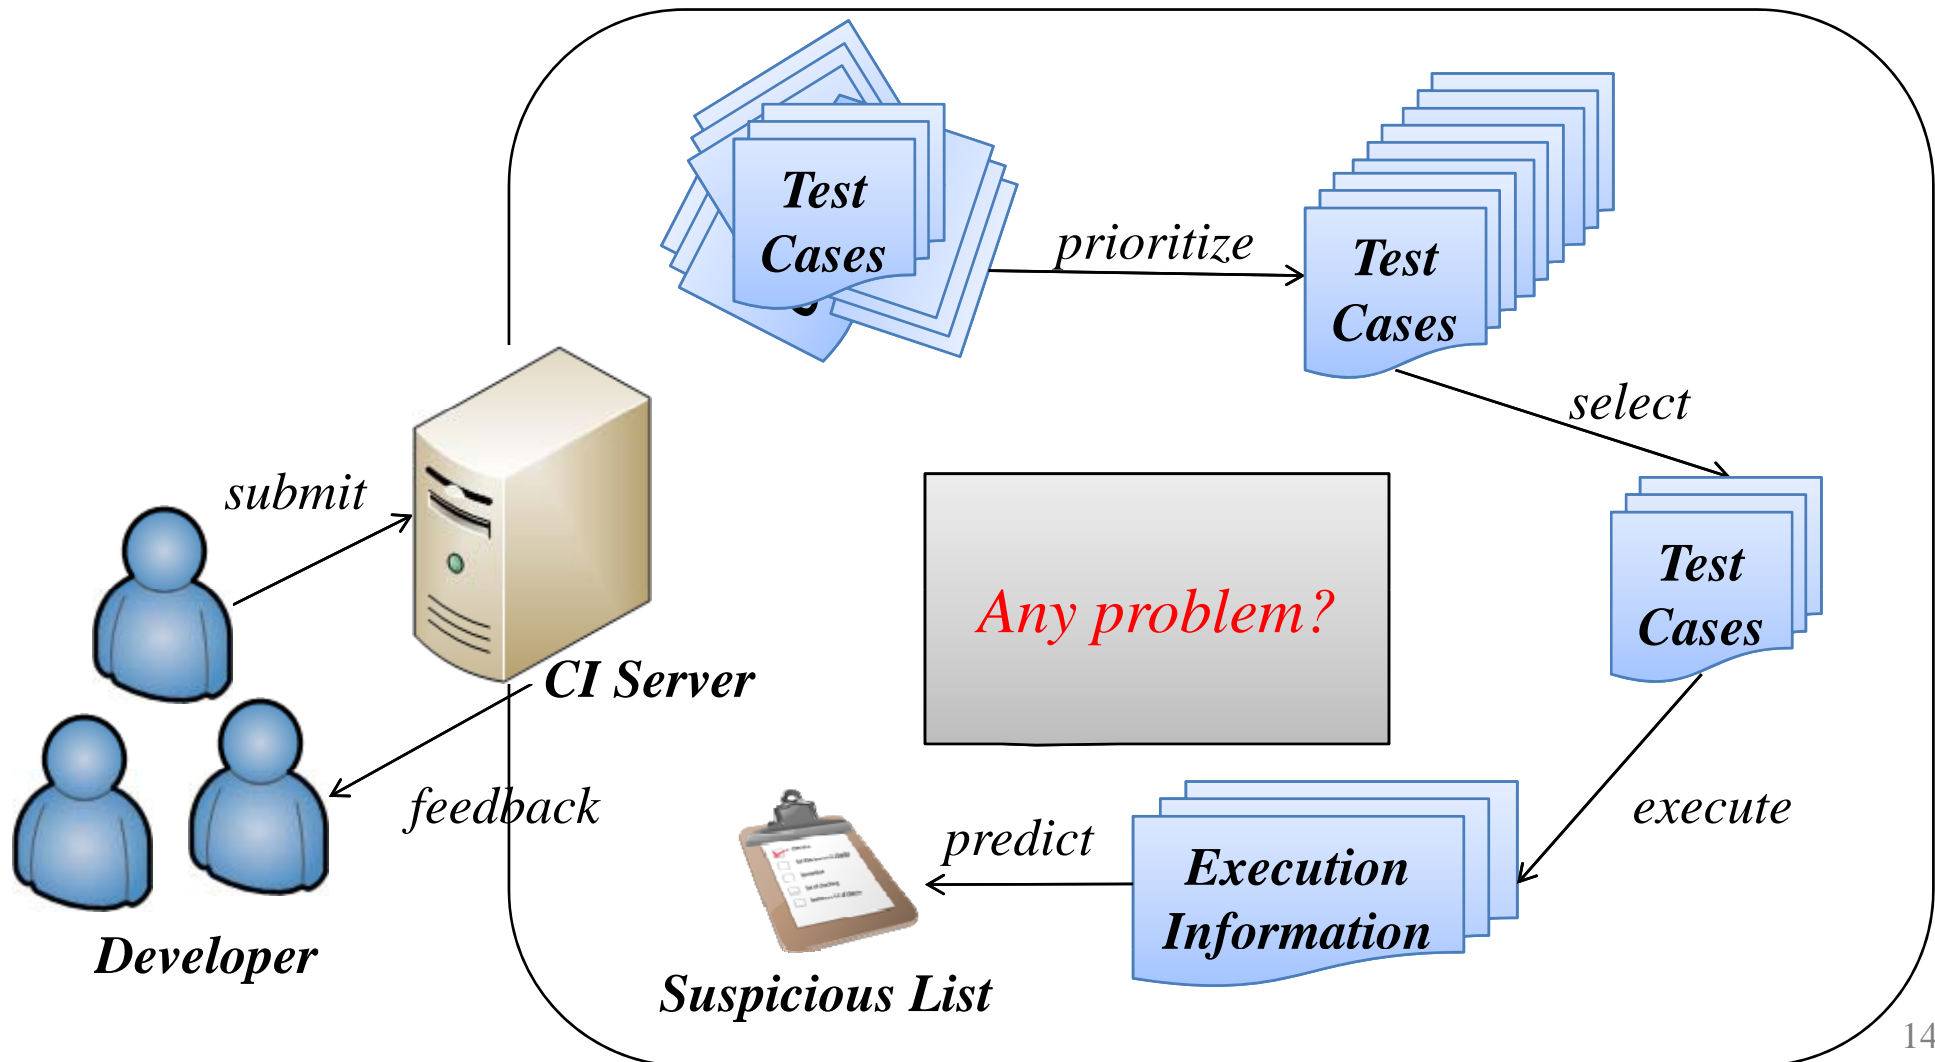 Test
Cases
prioritize
Test
Cases
select
submit
Test
Cases
Any problem?
CI Server
feedback
predict
execute
Execution
Information
Developer
Suspicious List
14